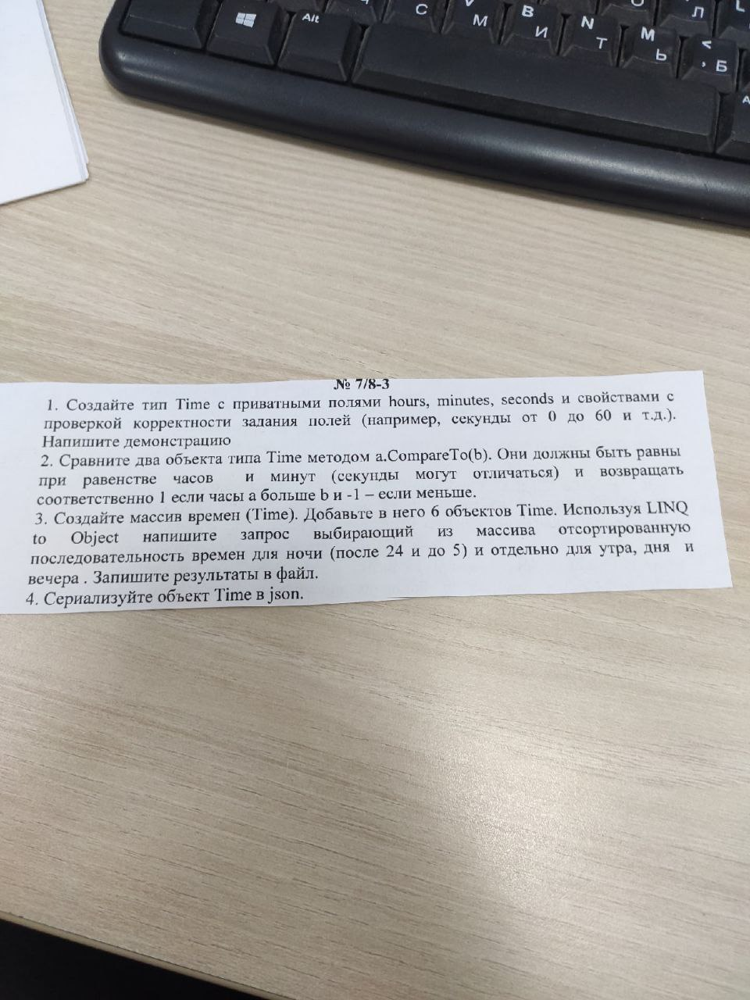 Alt
С
V
М
B
И
N
Т
M
Ь
<
, Б
Л
L
A
№ 7/8-3
1. Создайте тип Time с приватными полями hours, minutes, seconds и свойствами с
проверкой корректности задания полей (например, секунды от 0 до 60 и т.д.).
Напишите демонстрацию
2. Сравните два объекта типа Time методом a.CompareTo(b). Они должны быть равны
при равенстве часов и минут (секунды могут отличаться) и возвращать
соответственно 1 если часы а больше b и -1 – если меньше.
3. Создайте массив времен (Time). Добавьте в него 6 объектов Time. Используя LINQ
to Object напишите запрос выбирающий из массива отсортированную
последовательность времен для ночи (после 24 и до 5) и отдельно для утра, дня и
вечера . Запишите результаты в файл.
4. Сериализуйте объект Time в json.